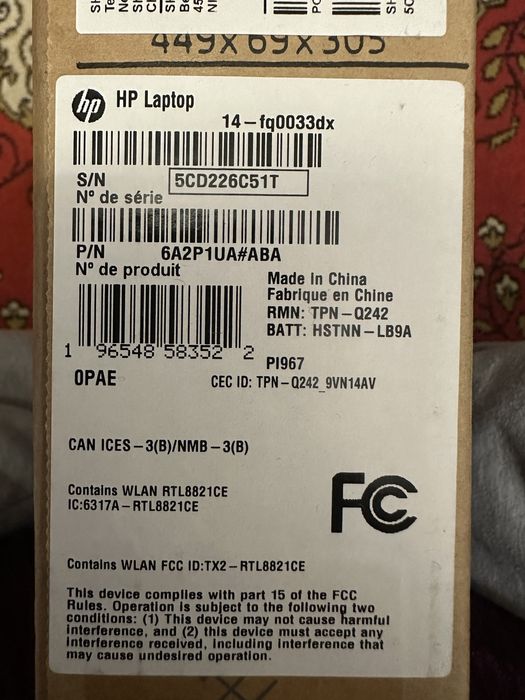 449X69X305
hp HP Laptop
14-fq0033dx
S/N 5CD226C51T
Nº de série
P/N 6A2P1UA#ABA
Nº de produit
Made in China
Fabrique en Chine
RMN: TPN-Q242
BATT: HSTNN-LB9A
1 96548 58352 2
PI967
0PAE CEC ID: TPN-Q242_9VN14AV
CAN ICES-3(B)/NMB-3(B)
Contains WLAN RTL8821CE
IC:6317A-RTL8821CE
FC
Contains WLAN FCC ID:TX2-RTL8821CE
This device complies with part 15 of the FCC
Rules. Operation is subject to the following two
conditions: (1) This device may not cause harmful
interference, and (2) this device must accept any
interference received, including interference that
may cause undesired operation.